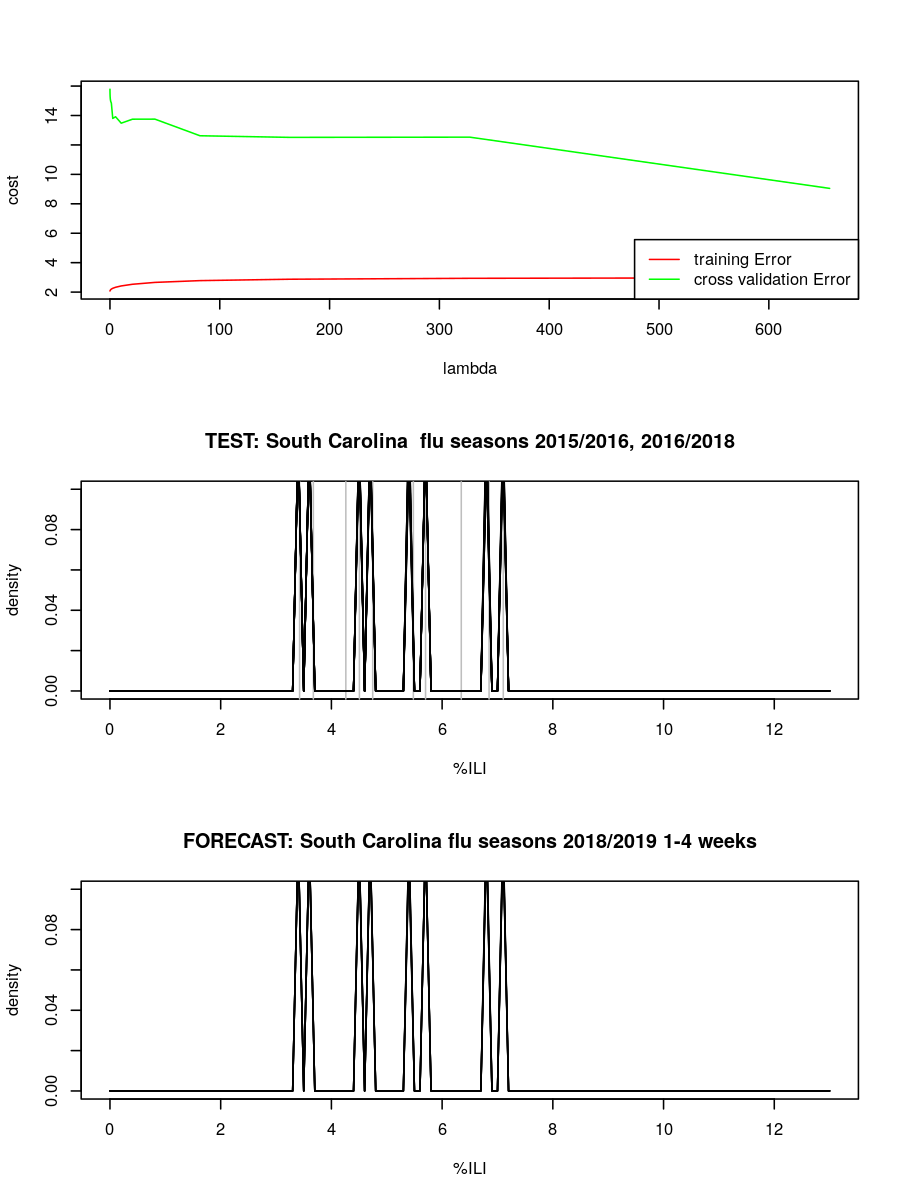 14
10
8
6
4
2
cost
training Error
cross validation Error
0 100 200 300 400 500 600
lambda
TEST: South Carolina  flu seasons 2015/2016, 2016/2018
0.08
0.04
0.00
density
0 2 4 6 8 10 12
%ILI
FORECAST: South Carolina flu seasons 2018/2019 1-4 weeks
0.08
0.04
0.00
density
0 2 4 6 8 10 12
%ILI